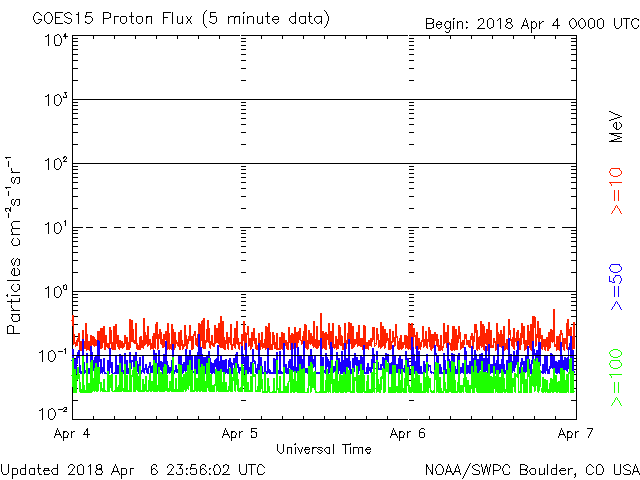 GOES15 Proton Flux (5 minute data)
Begin: 2018 Apr 4 0000 UTC
10⁴
10³
10²
10¹
10⁰
10⁻¹
10⁻²
Particles cm⁻²s⁻¹sr⁻¹
MeV
>=10
>=50
>=100
Apr 4
Apr 5
Apr 6
Apr 7
Universal Time
Updated 2018 Apr 6 23:56:02 UTC
NOAA/SWPC Boulder, CO USA